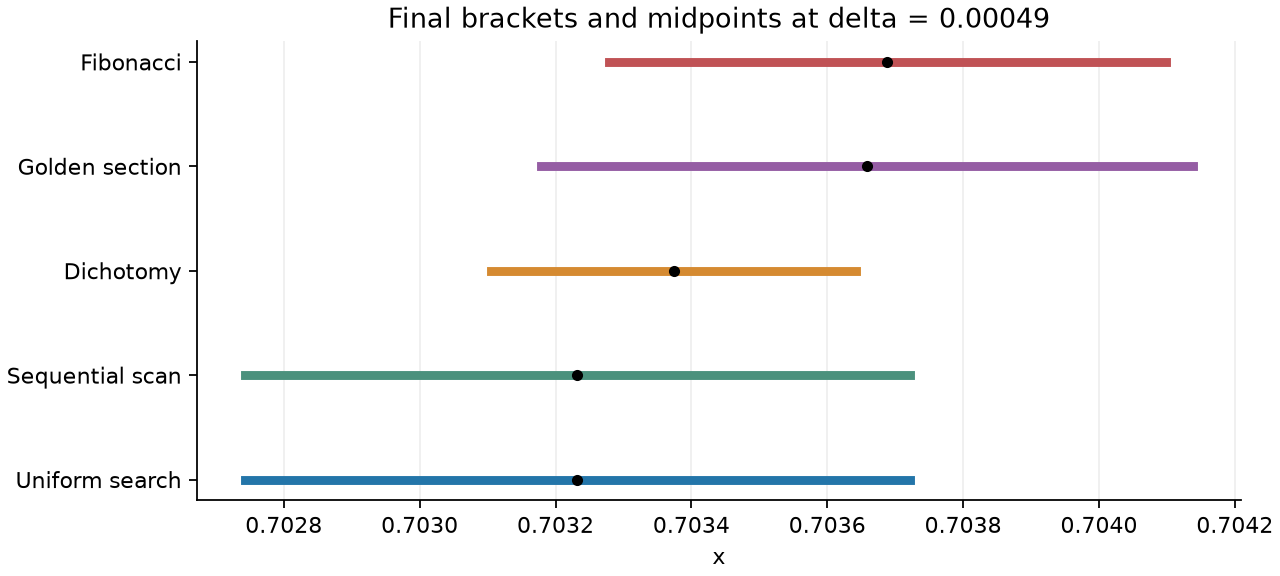 Final brackets and midpoints at delta = 0.00049
Fibonacci
Golden section
Dichotomy
Sequential scan
Uniform search
0.7028 0.7030 0.7032 0.7034 0.7036 0.7038 0.7040 0.7042
x